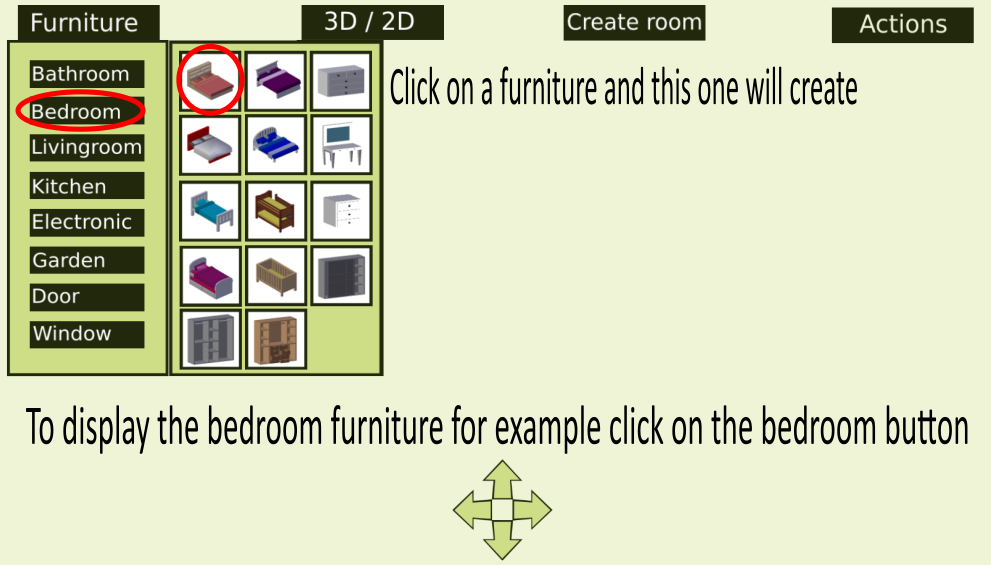 Furniture
3D / 2D
Create room
Actions
Bathroom
Bedroom
Livingroom
Kitchen
Electronic
Garden
Door
Window
Click on a furniture and this one will create
To display the bedroom furniture for example click on the bedroom button